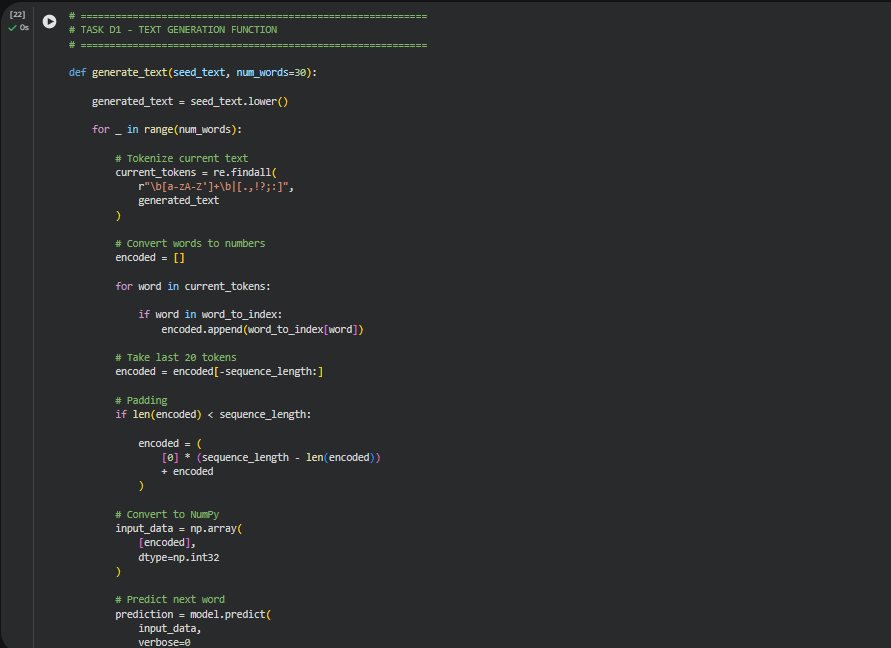 [22]
0s
# ============================================================
# TASK D1 - TEXT GENERATION FUNCTION
# ============================================================
def generate_text(seed_text, num_words=30):
generated_text = seed_text.lower()
for _ in range(num_words):
# Tokenize current text
current_tokens = re.findall(
r"\b[a-zA-Z']+\b|[.,!?;:]",
generated_text
)
# Convert words to numbers
encoded = []
for word in current_tokens:
if word in word_to_index:
encoded.append(word_to_index[word])
# Take last 20 tokens
encoded = encoded[-sequence_length:]
# Padding
if len(encoded) < sequence_length:
encoded = (
[0] * (sequence_length - len(encoded))
+ encoded
)
# Convert to NumPy
input_data = np.array(
[encoded],
dtype=np.int32
)
# Predict next word
prediction = model.predict(
input_data,
verbose=0